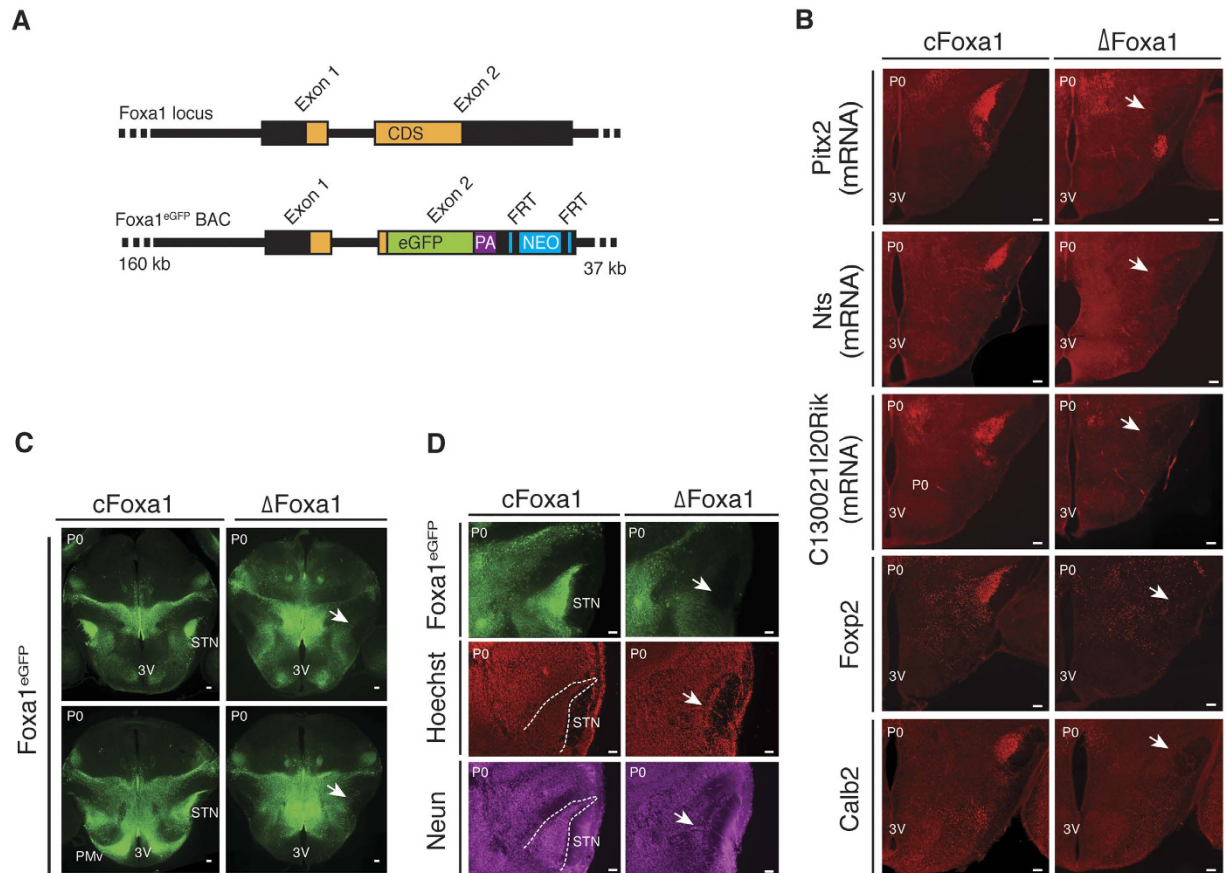 A
Foxa1 locus
Exon 1
Exon 2
CDS
Foxa1eGFP BAC
Exon 1
Exon 2
FRT
FRT
eGFP
PA
NEO
160 kb
37 kb
B
cFoxa1
ΔFoxa1
Pitx2
(mRNA)
P0
3V
P0
3V
Nts
(mRNA)
P0
3V
P0
3V
C130021I20Rik
(mRNA)
P0
P0
3V
P0
3V
Foxp2
P0
3V
P0
3V
Calb2
P0
3V
P0
3V
C
cFoxa1
ΔFoxa1
Foxa1eGFP
P0
STN
3V
P0
3V
P0
STN
PMv
3V
P0
3V
D
cFoxa1
ΔFoxa1
Foxa1eGFP
P0
STN
P0
Hoechst
P0
STN
P0
Neun
P0
STN
P0